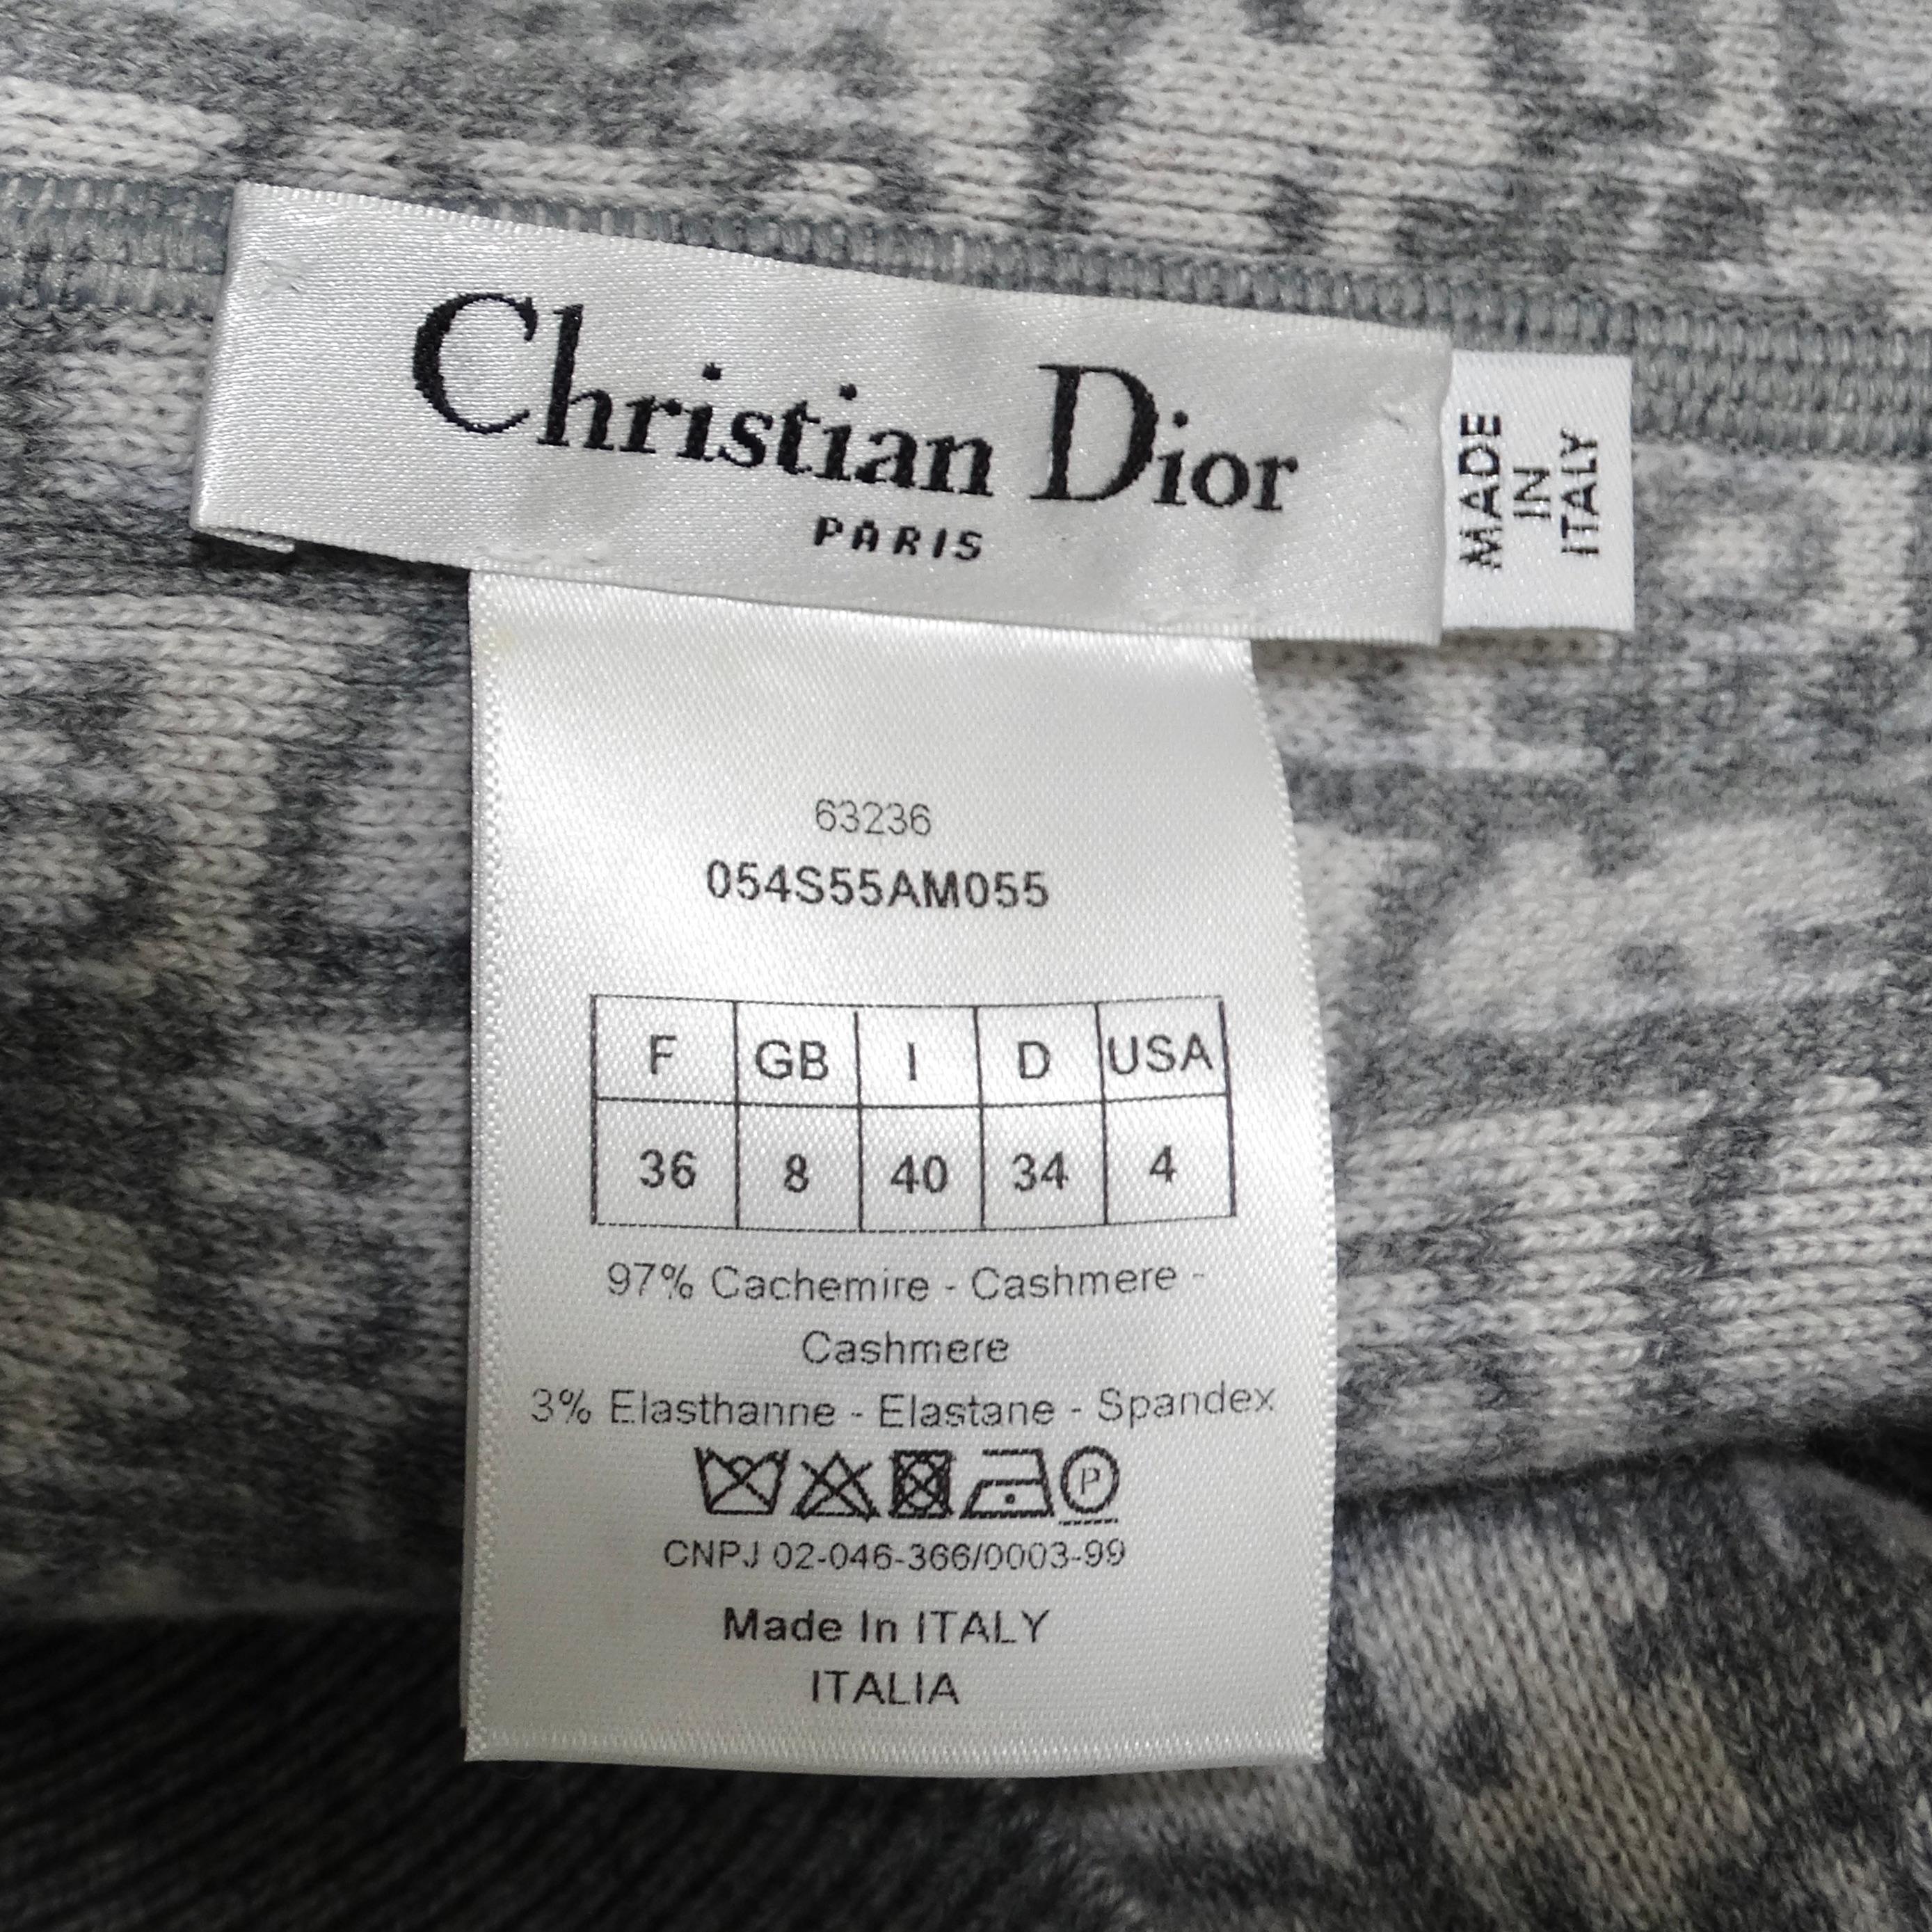 Christian Dior
PARIS
MADE
IN
ITALY
63236
054S55AM055
F GB I D USA
36 8 40 34 4
97% Cachemire - Cashmere -
Cashmere
3% Elasthanne - Elastane - Spandex
P
CNPJ 02-046-366/0003-99
Made In ITALY
ITALIA